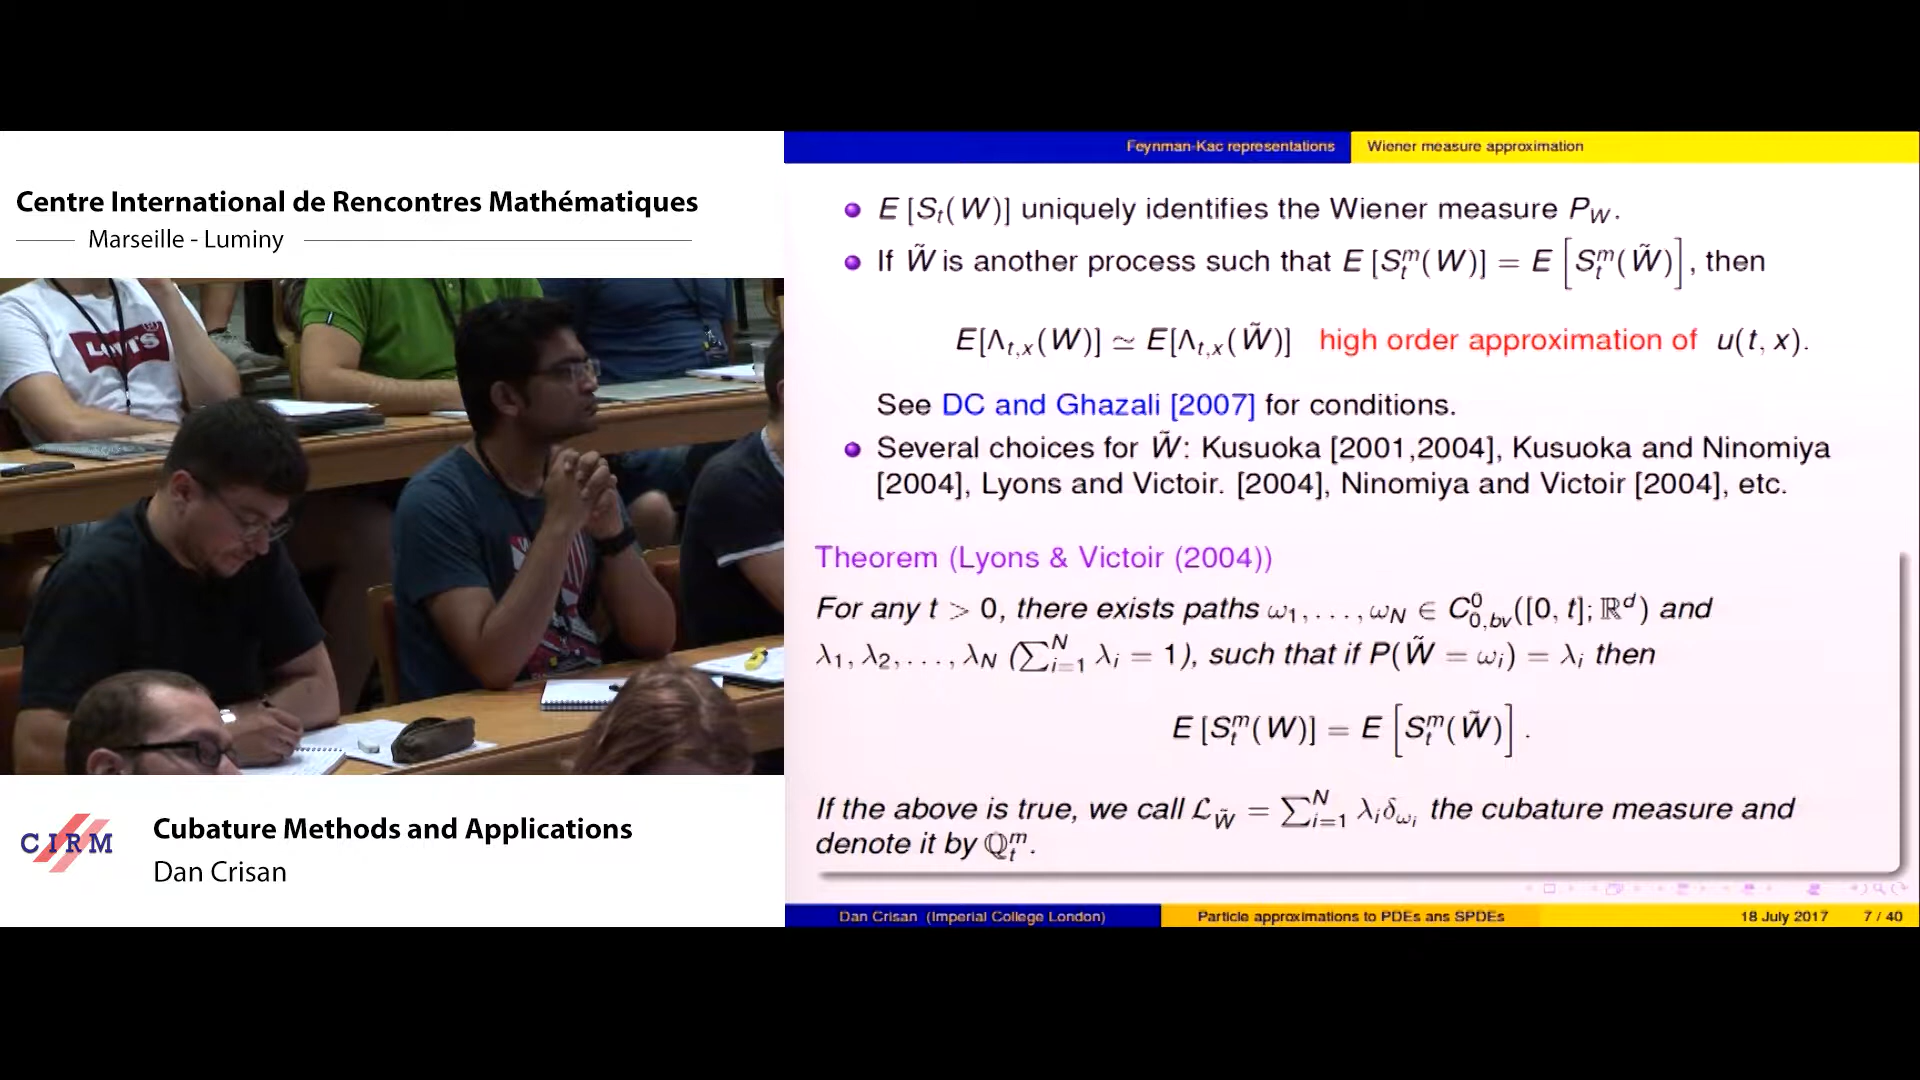 Centre International de Rencontres Mathématiques
Marseille - Luminy
LEVI'S
CIRM
Cubature Methods and Applications
Dan Crisan
Feynman-Kac representations Wiener measure approximation
E [S_t(W)] uniquely identifies the Wiener measure P_W.
If W̃ is another process such that E [S_t^m(W)] = E [S_t^m(W̃)], then
E[Λ_{t,x}(W)] ≃ E[Λ_{t,x}(W̃)] high order approximation of u(t, x).
See DC and Ghazali [2007] for conditions.
Several choices for W̃: Kusuoka [2001,2004], Kusuoka and Ninomiya
[2004], Lyons and Victoir. [2004], Ninomiya and Victoir [2004], etc.
Theorem (Lyons & Victoir (2004))
For any t > 0, there exists paths ω_1, . . . , ω_N ∈ C^0_{0,bv}([0, t]; ℝ^d) and
λ_1, λ_2, . . . , λ_N (∑_{i=1}^N λ_i = 1), such that if P(W̃ = ω_i) = λ_i then
E [S_t^m(W)] = E [S_t^m(W̃)] .
If the above is true, we call ℒ_W̃ = ∑_{i=1}^N λ_i δ_{ω_i} the cubature measure and
denote it by ℚ_t^m.
Dan Crisan (Imperial College London) Particle approximations to PDEs ans SPDEs 18 July 2017 7 / 40